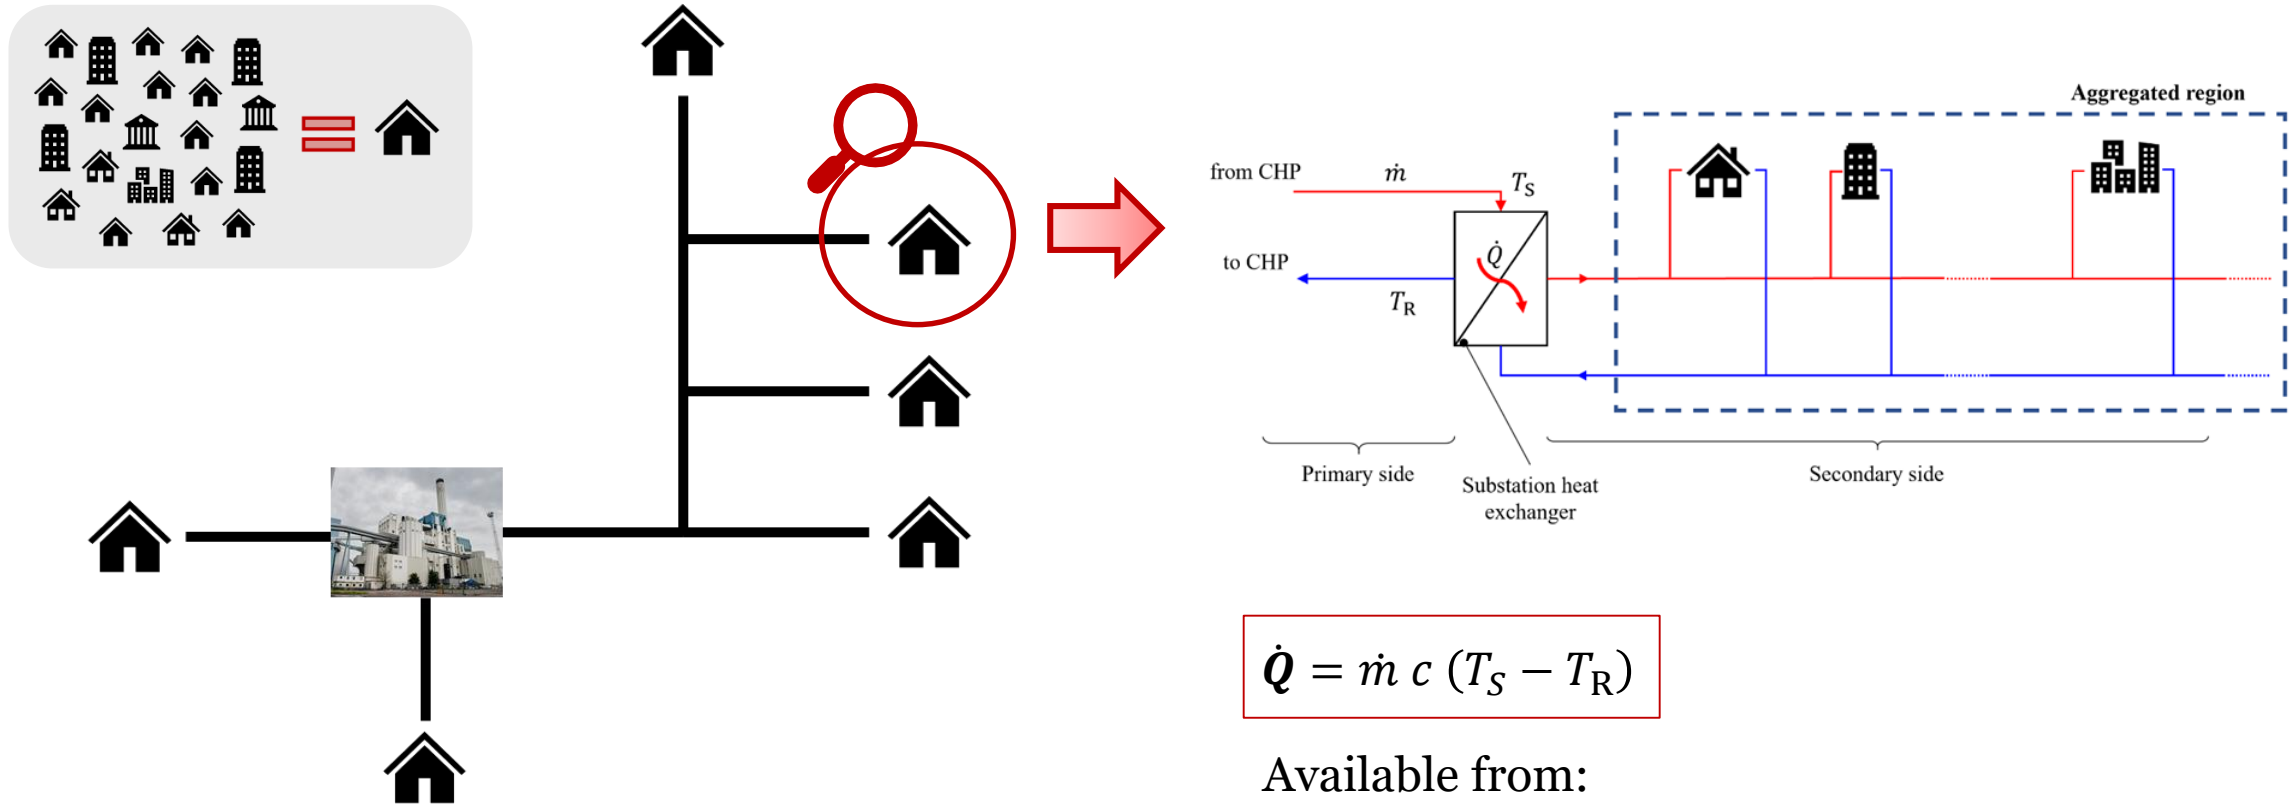 Aggregated region
from CHP
ṁ
T_S
to CHP
Q̇
T_R
Primary side
Substation heat
exchanger
Secondary side
Q̇ = ṁ c (T_S − T_R)
Available from: